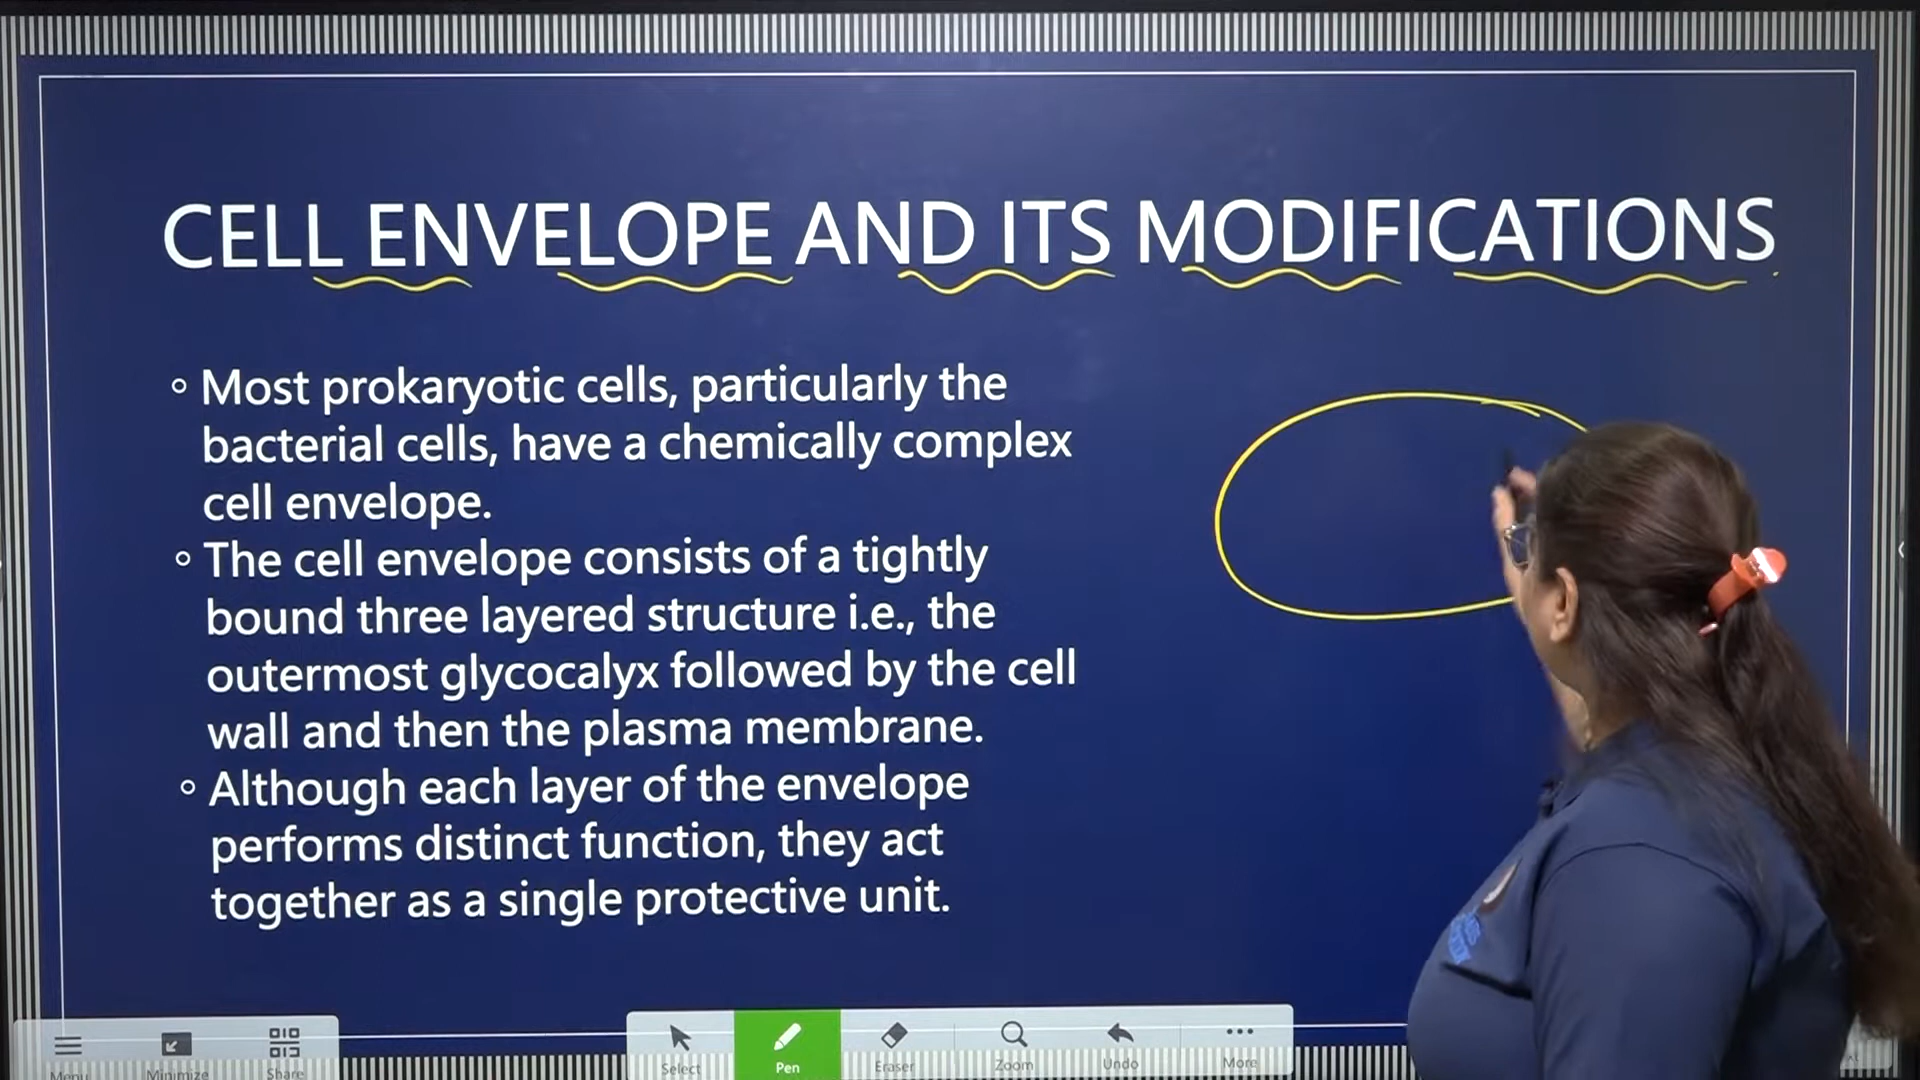 CELL ENVELOPE AND ITS MODIFICATIONS
◦ Most prokaryotic cells, particularly the
bacterial cells, have a chemically complex
cell envelope.
◦ The cell envelope consists of a tightly
bound three layered structure i.e., the
outermost glycocalyx followed by the cell
wall and then the plasma membrane.
◦ Although each layer of the envelope
performs distinct function, they act
together as a single protective unit.
Menu Minimize Share Select Pen Eraser Zoom Undo More